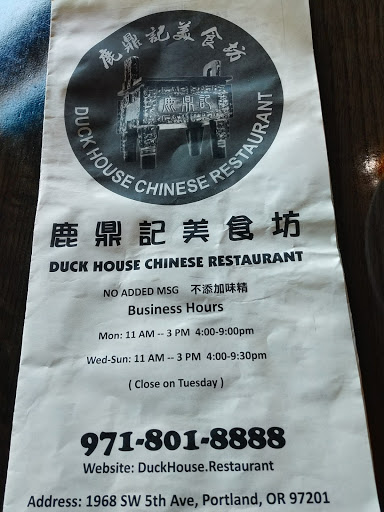 鹿鼎記美食坊
鹿鼎記
DUCK HOUSE CHINESE RESTAURANT
鹿鼎記美食坊
DUCK HOUSE CHINESE RESTAURANT
NO ADDED MSG 不添加味精
Business Hours
Mon: 11 AM -- 3 PM 4:00-9:00pm
Wed-Sun: 11 AM -- 3 PM 4:00-9:30pm
( Close on Tuesday )
971-801-8888
Website: DuckHouse.Restaurant
Address: 1968 SW 5th Ave, Portland, OR 97201